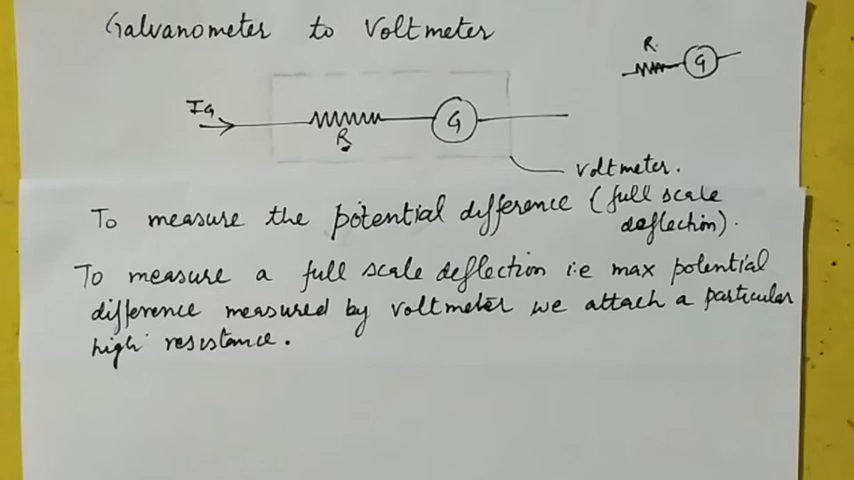 Galvanometer to Voltmeter
R
G
IG
R
G
Voltmeter.
To measure the potential difference (full scale
deflection).
To measure a full scale deflection i.e max potential
difference measured by voltmeter we attach a particular
high resistance.